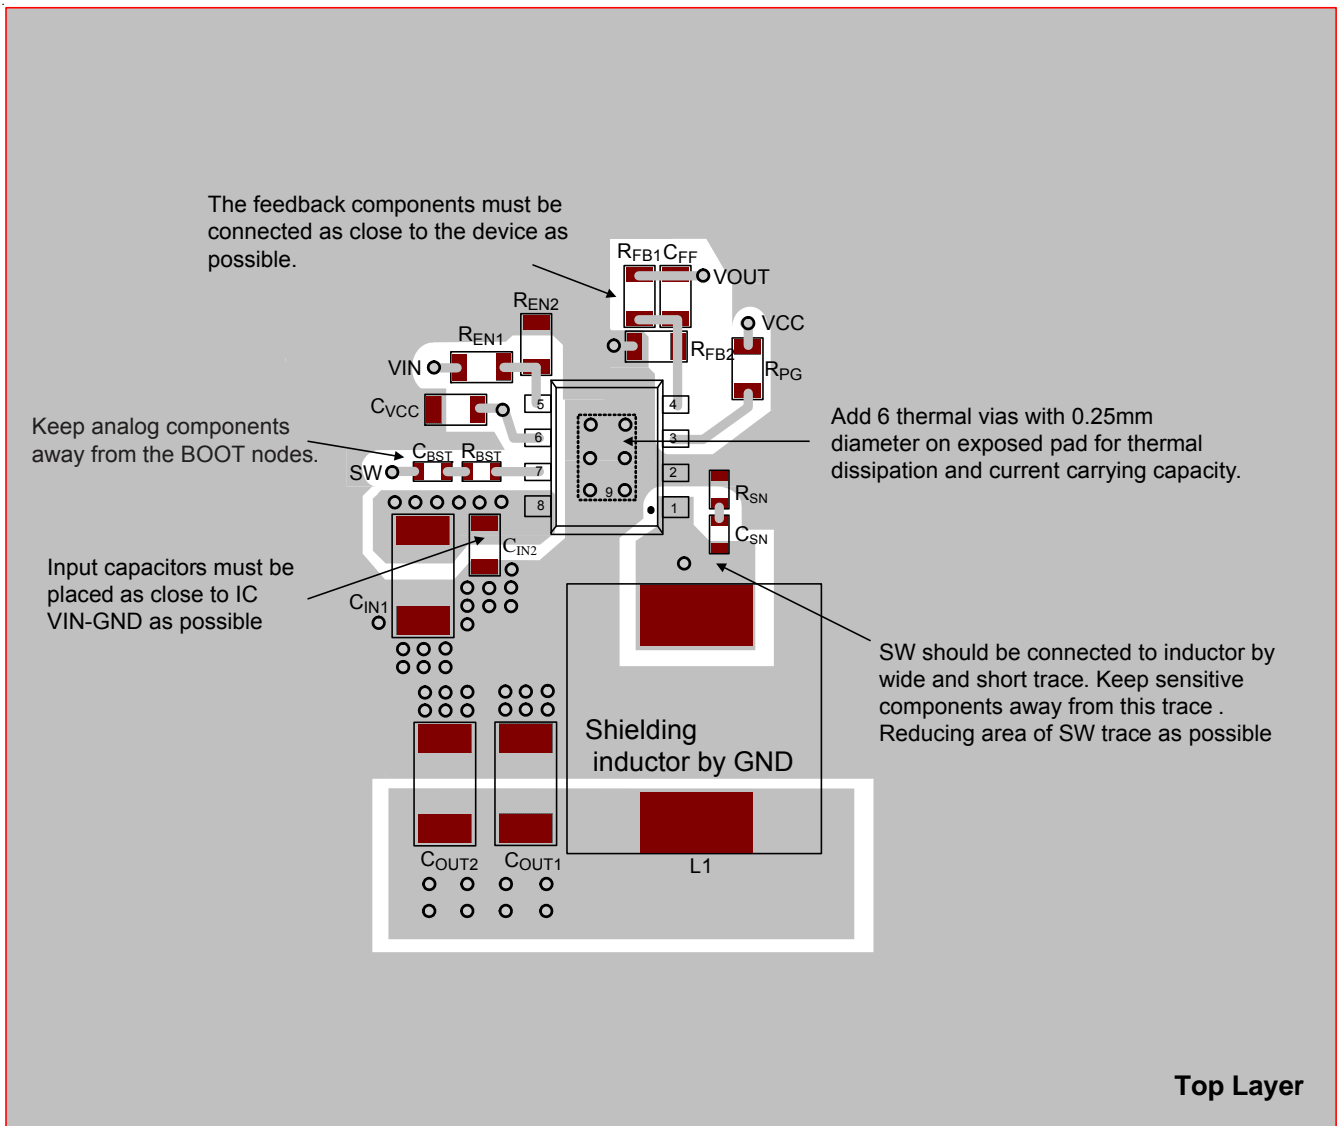 The feedback components must be
connected as close to the device as
possible.
RFB1 CFF
VOUT
REN2
VCC
REN1
RFB2
VIN
RPG
CVCC
5
4
Keep analog components
away from the BOOT nodes.
6
3
Add 6 thermal vias with 0.25mm
diameter on exposed pad for thermal
dissipation and current carrying capacity.
CBST RBST
SW
7
2
9
RSN
8
1
CSN
CIN2
Input capacitors must be
placed as close to IC
VIN-GND as possible
CIN1
SW should be connected to inductor by
wide and short trace. Keep sensitive
components away from this trace .
Reducing area of SW trace as possible
Shielding
inductor by GND
COUT2
COUT1
L1
Top Layer